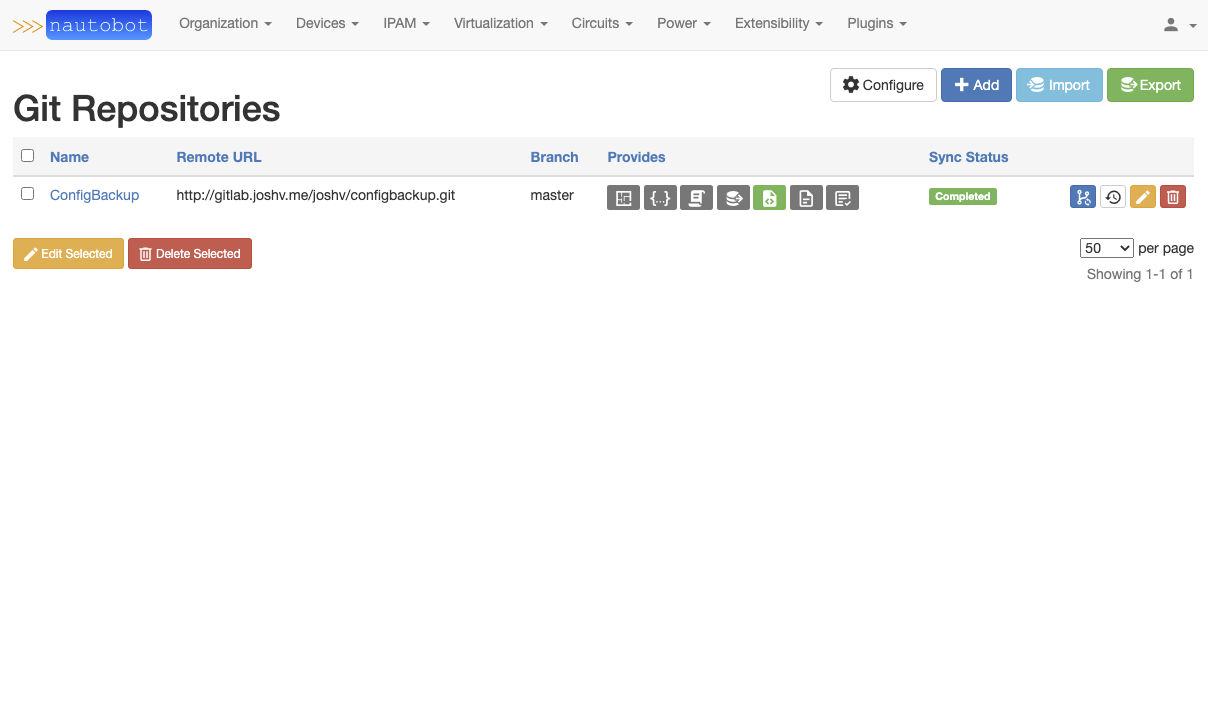 >>> nautobot Organization Devices IPAM Virtualization Circuits Power Extensibility Plugins
Configure Add Import Export
Git Repositories
Name Remote URL Branch Provides Sync Status
ConfigBackup http://gitlab.joshv.me/joshv/configbackup.git master {...} Completed
Edit Selected Delete Selected 50 per page
Showing 1-1 of 1